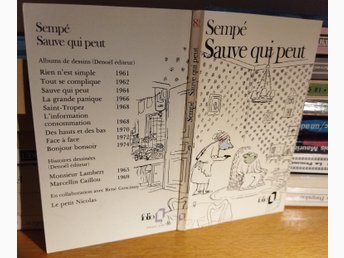 Sempé
Sauve qui peut
Albums de dessins (Denoël éditeur)
Rien n'est simple 1961
Tout se complique 1962
Sauve qui peut 1964
La grande panique 1966
Saint-Tropez 1968
L'information
consommation 1968
Des hauts et des bas 1970
Face à face 1972
Bonjour bonsoir 1974
Histoires dessinées
(Denoël éditeur)
Monsieur Lambert 1965
Marcellin Caillou 1969
En collaboration avec René Goscinny
Le petit Nicolas
folio
Sempé Sauve qui peut
Sempé
Sauve qui peut
folio